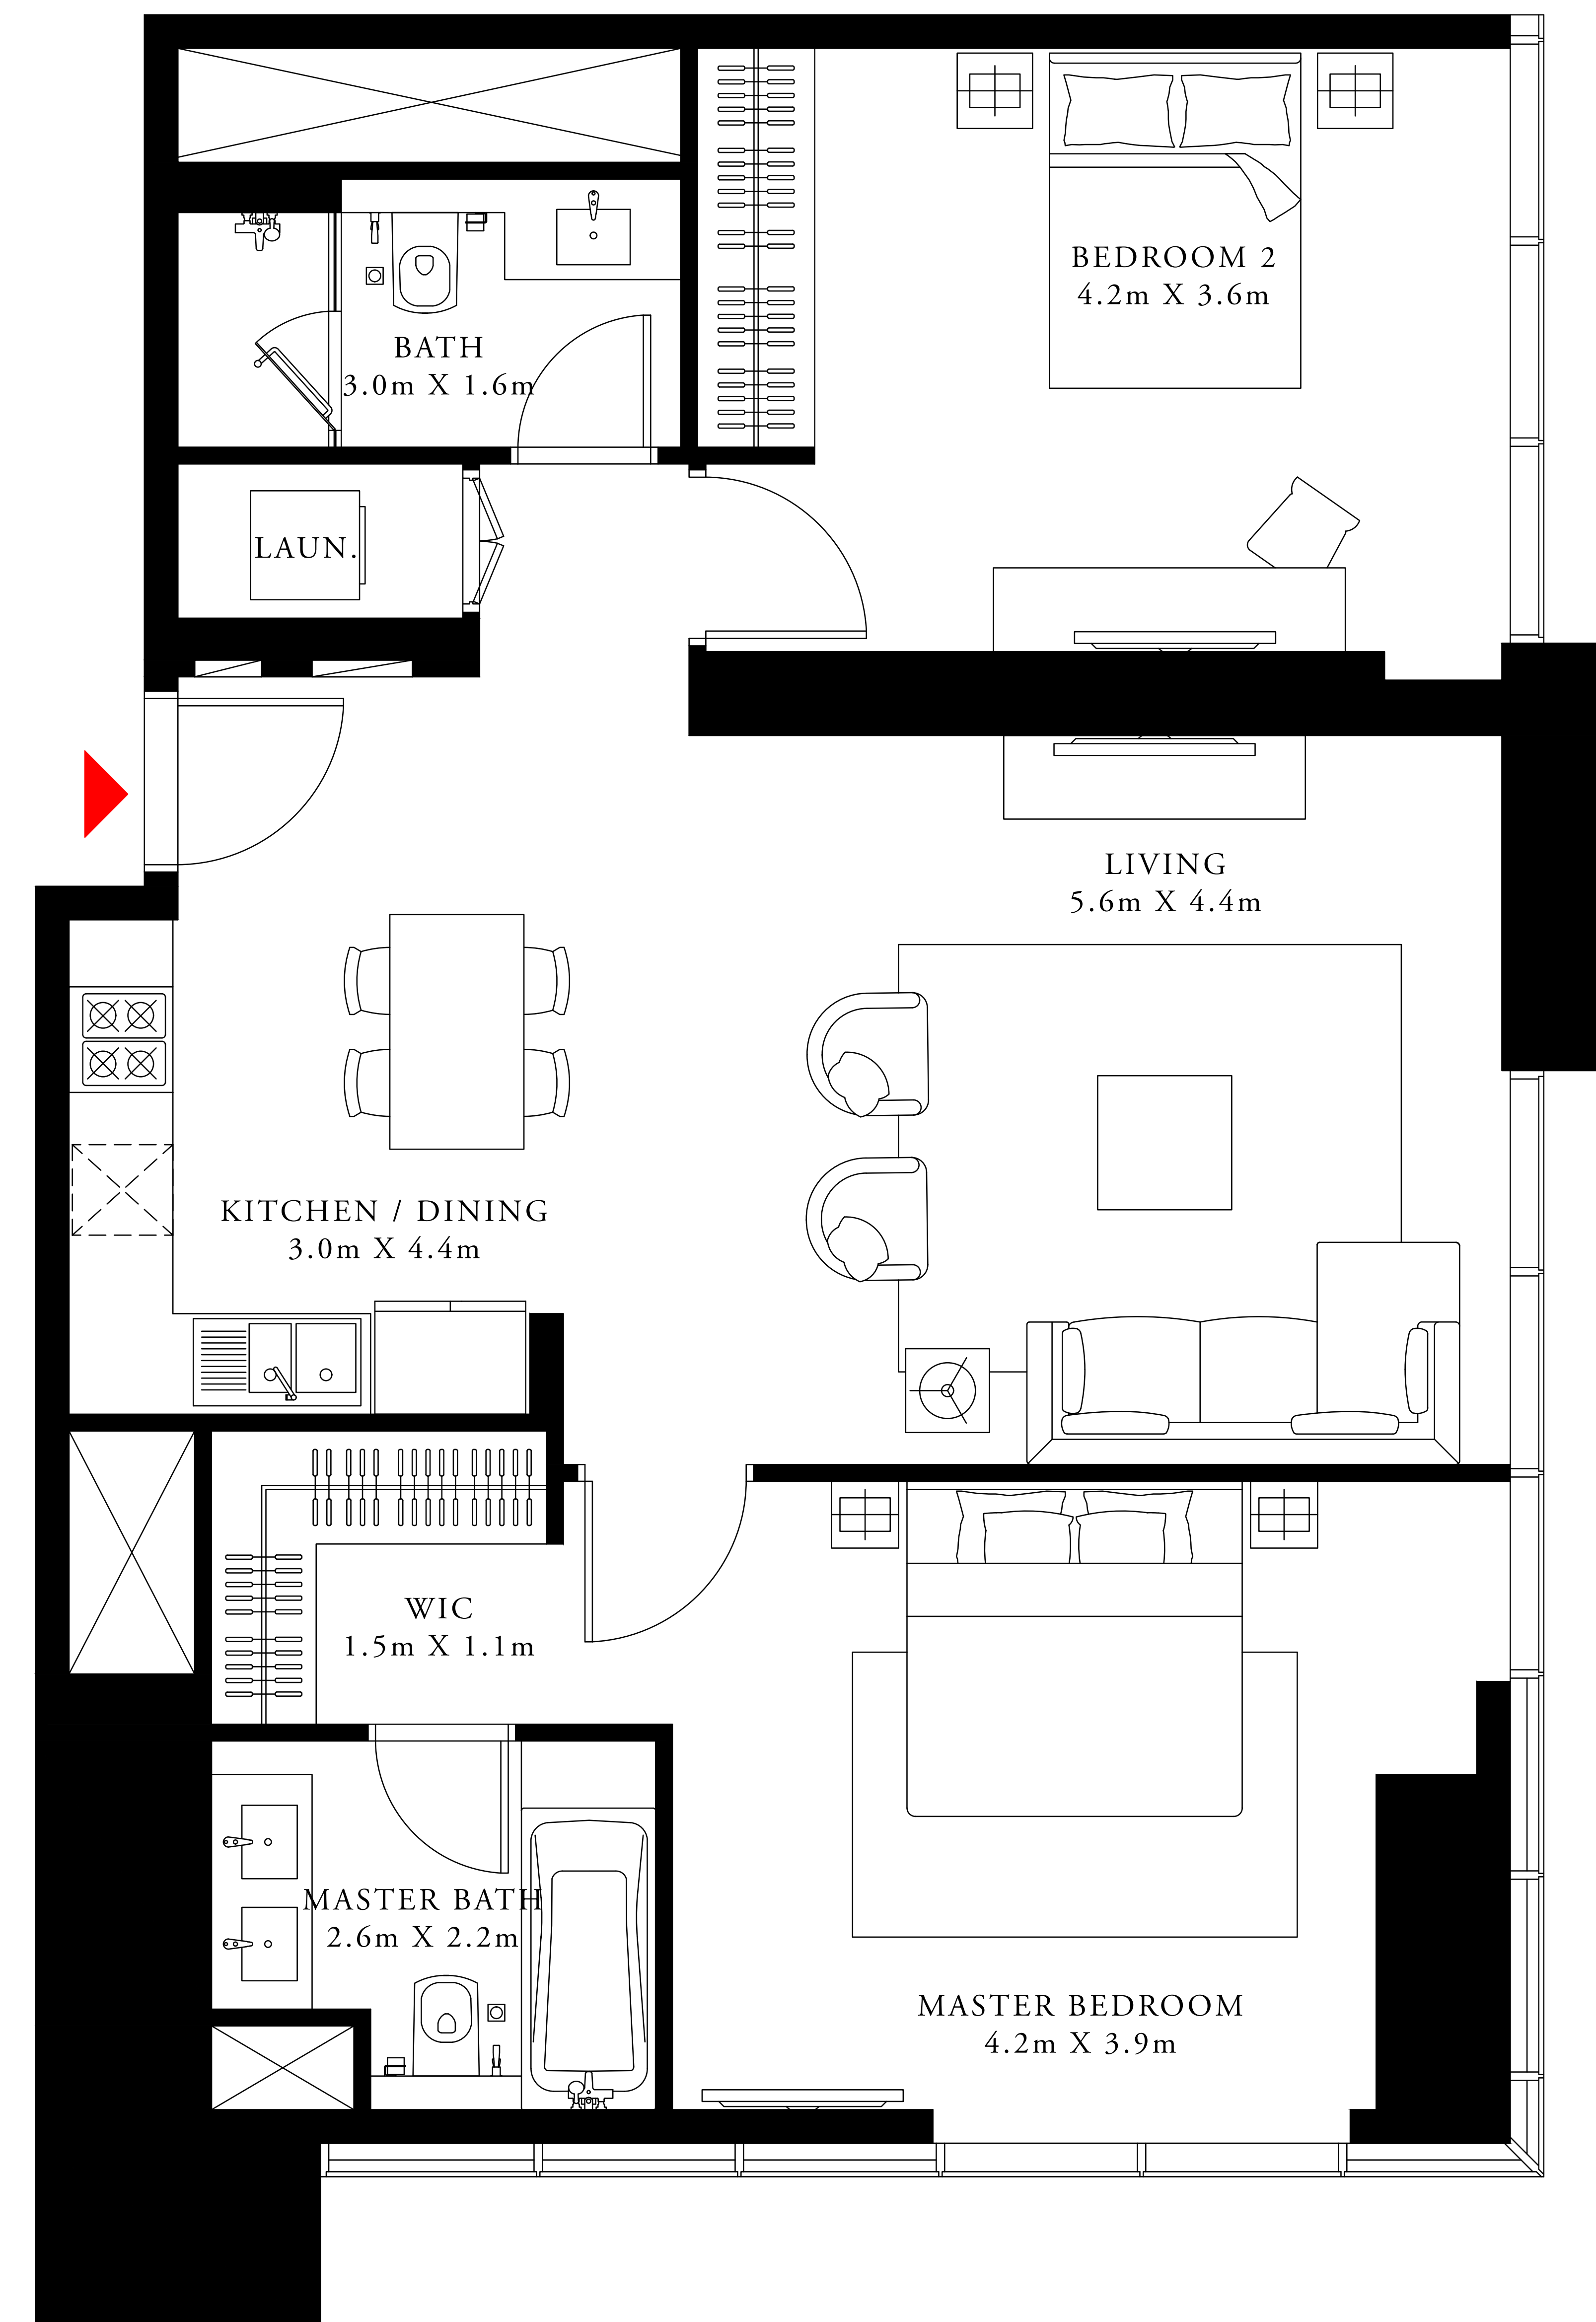 BEDROOM 2
4.2m X 3.6m
BATH
3.0m X 1.6m
LAUN.
LIVING
5.6m X 4.4m
KITCHEN / DINING
3.0m X 4.4m
WIC
1.5m X 1.1m
MASTER BATH
2.6m X 2.2m
MASTER BEDROOM
4.2m X 3.9m